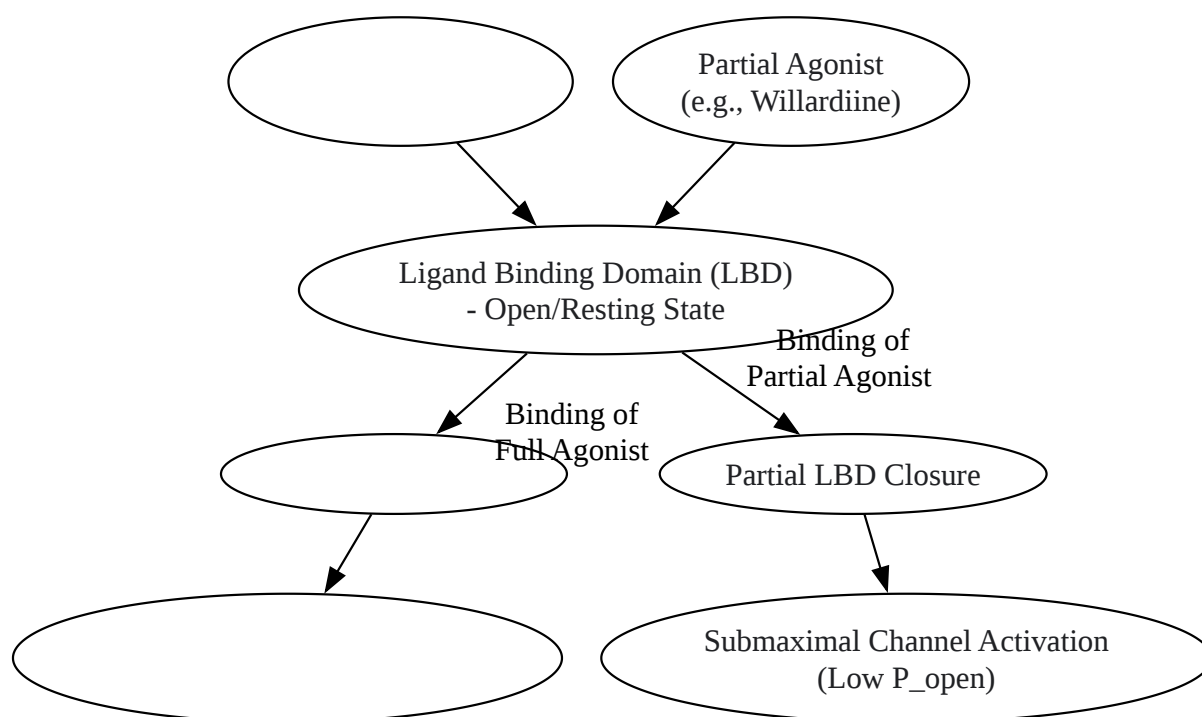 Partial Agonist
(e.g., Willardiine)
Ligand Binding Domain (LBD)
- Open/Resting State
Binding of
Partial Agonist
Binding of
Full Agonist
Partial LBD Closure
Submaximal Channel Activation
(Low P_open)